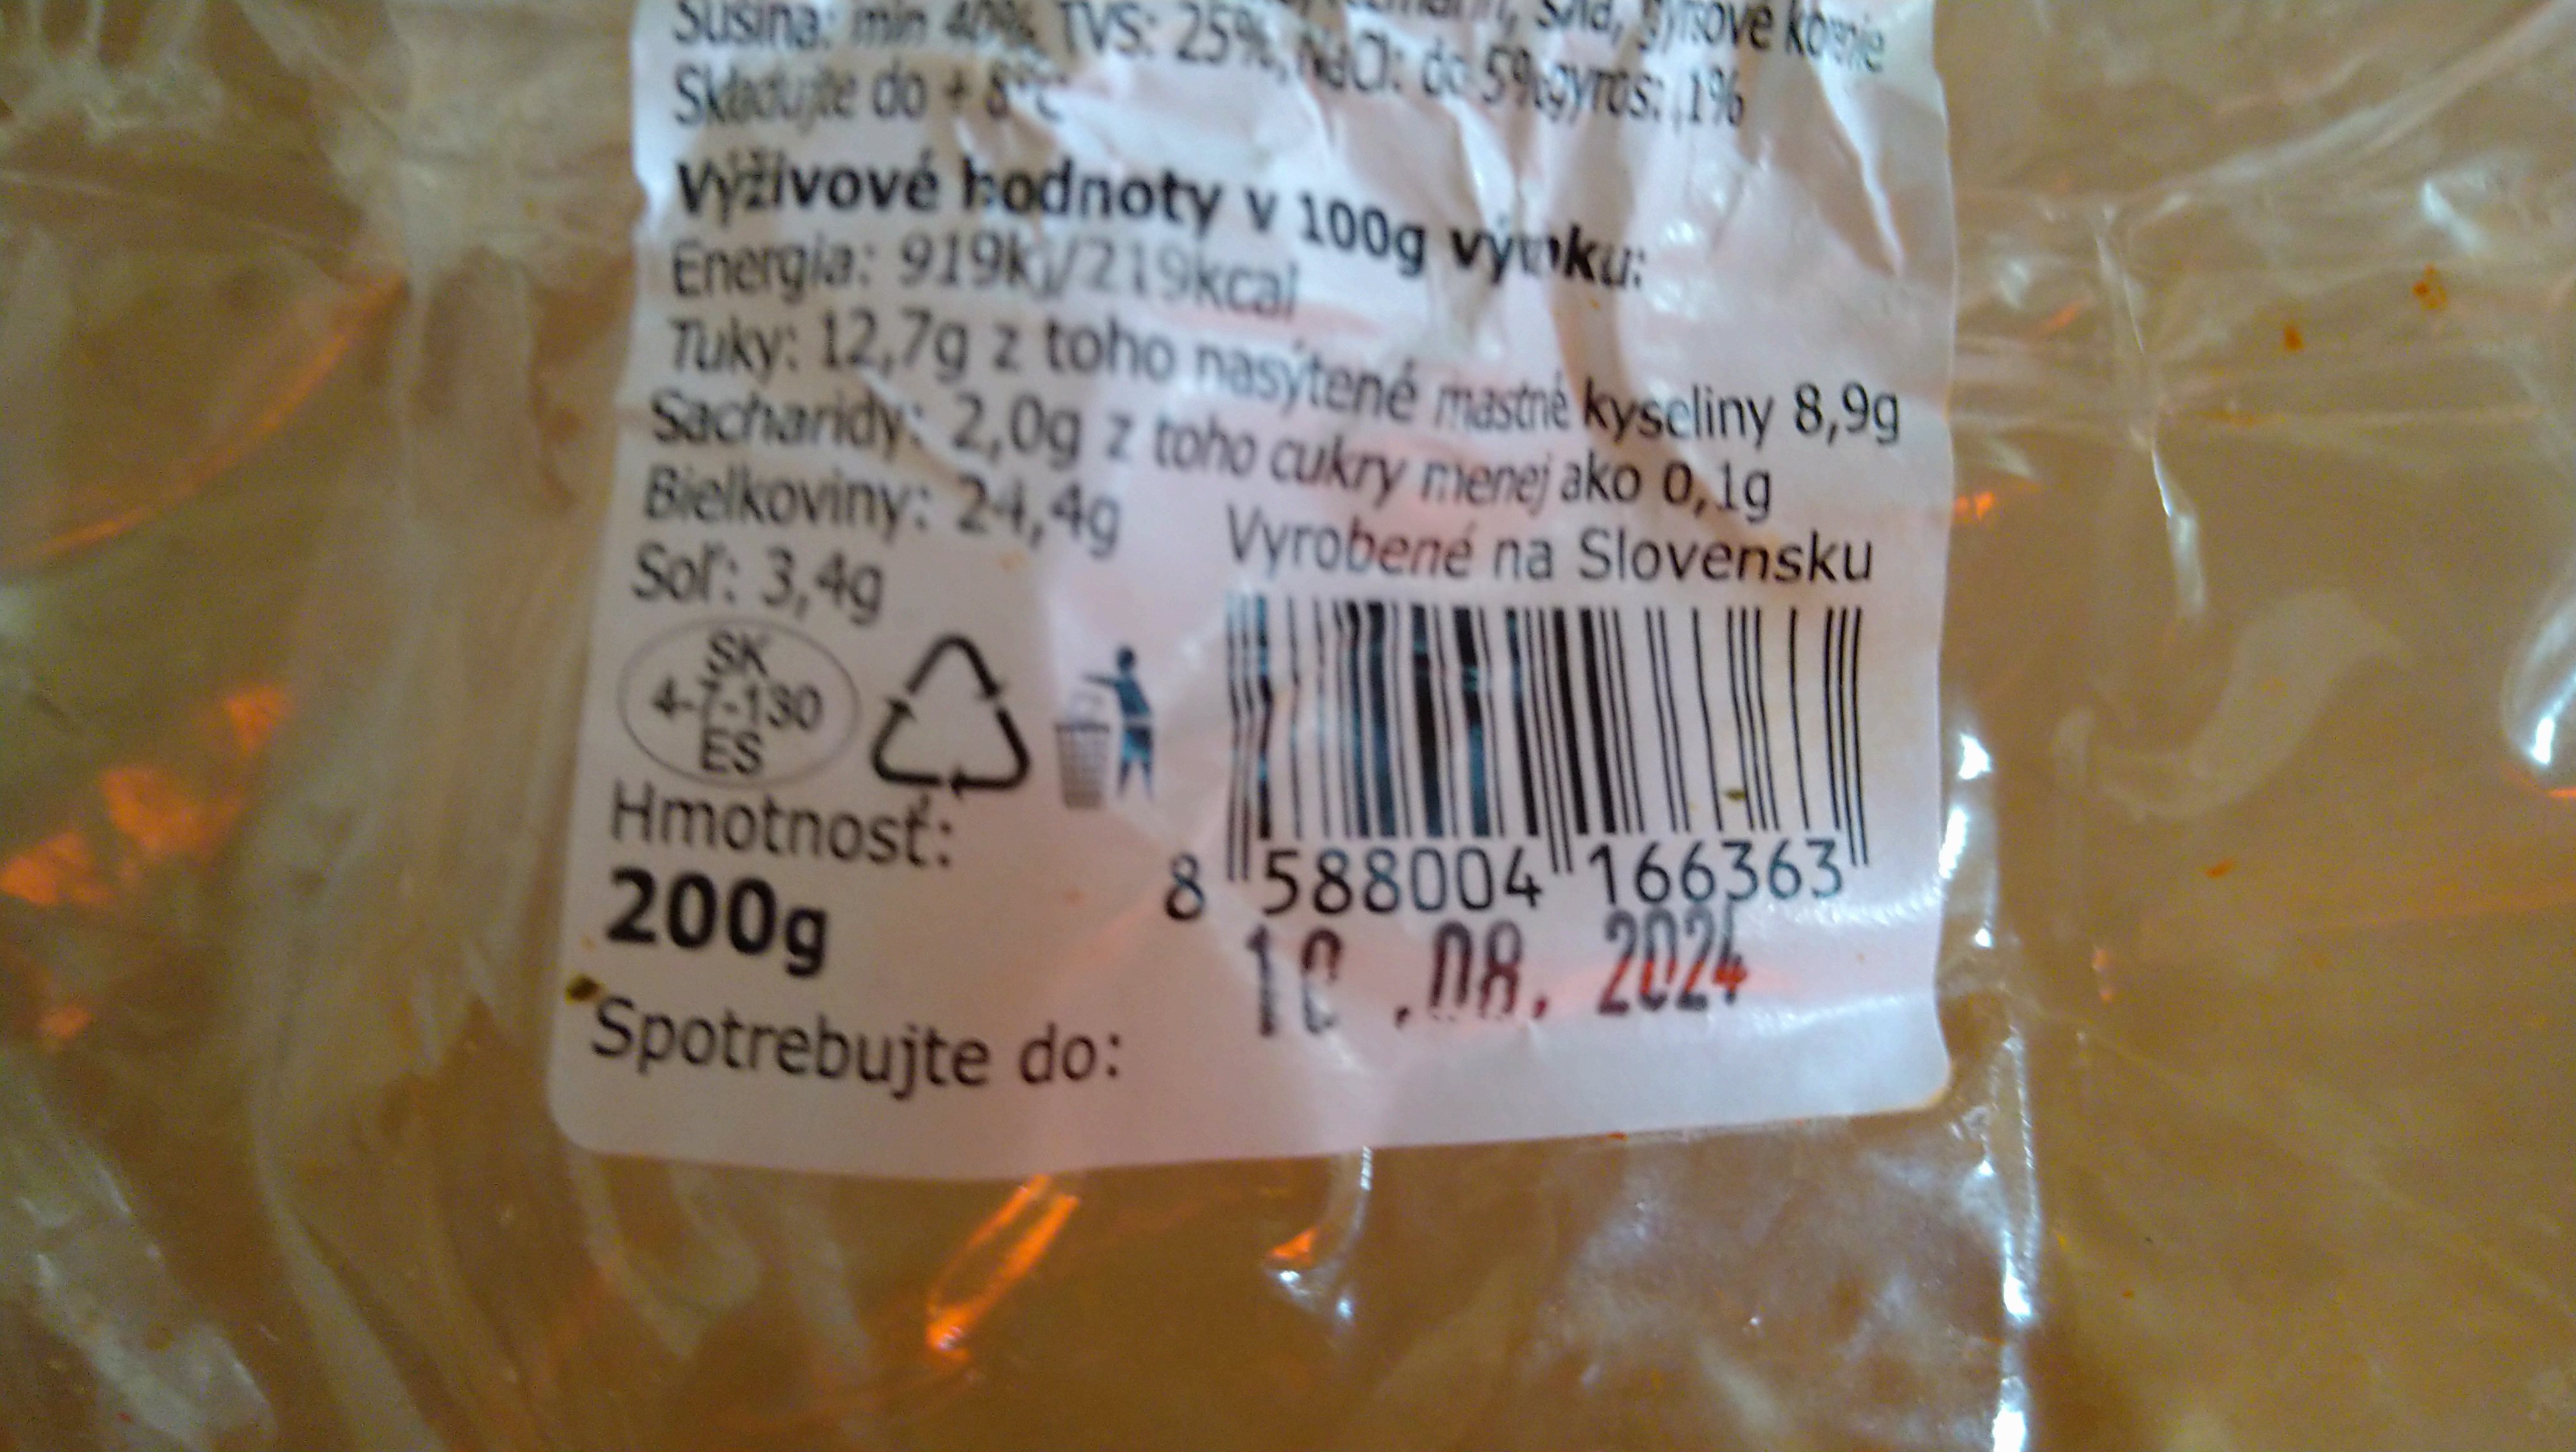 soľ, gyrosové korenie
Sušina: min 40% TVS: 25%, NaCl: do 5% gyros: 1%
Skladujte do + 8°C
Výživové hodnoty v 100g výrobku:
Energia: 919kj/219kcal
Tuky: 12,7g z toho nasýtené mastné kyseliny 8,9g
Sacharidy: 2,0g z toho cukry menej ako 0,1g
Bielkoviny: 24,4g
Vyrobené na Slovensku
Soľ: 3,4g
SK
4-7-130
ES
Hmotnosť:
200g
8 588004 166363
10 .08. 2024
Spotrebujte do: